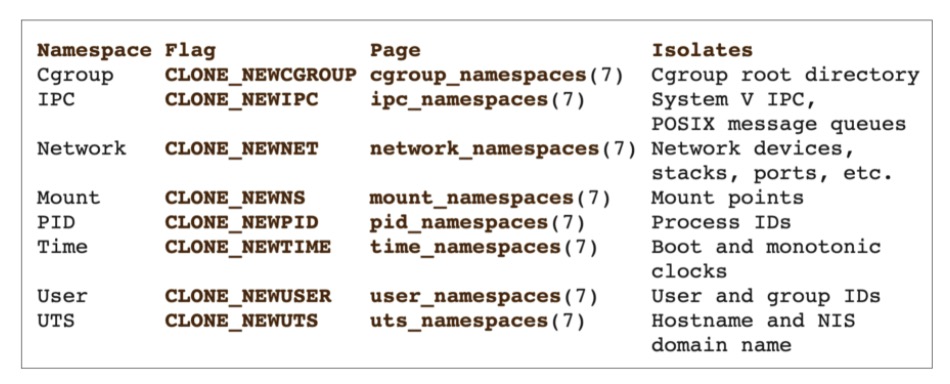 Namespace Flag Page Isolates
Cgroup CLONE_NEWCGROUP cgroup_namespaces(7) Cgroup root directory
IPC CLONE_NEWIPC ipc_namespaces(7) System V IPC,
POSIX message queues
Network CLONE_NEWNET network_namespaces(7) Network devices,
stacks, ports, etc.
Mount CLONE_NEWNS mount_namespaces(7) Mount points
PID CLONE_NEWPID pid_namespaces(7) Process IDs
Time CLONE_NEWTIME time_namespaces(7) Boot and monotonic
clocks
User CLONE_NEWUSER user_namespaces(7) User and group IDs
UTS CLONE_NEWUTS uts_namespaces(7) Hostname and NIS
domain name